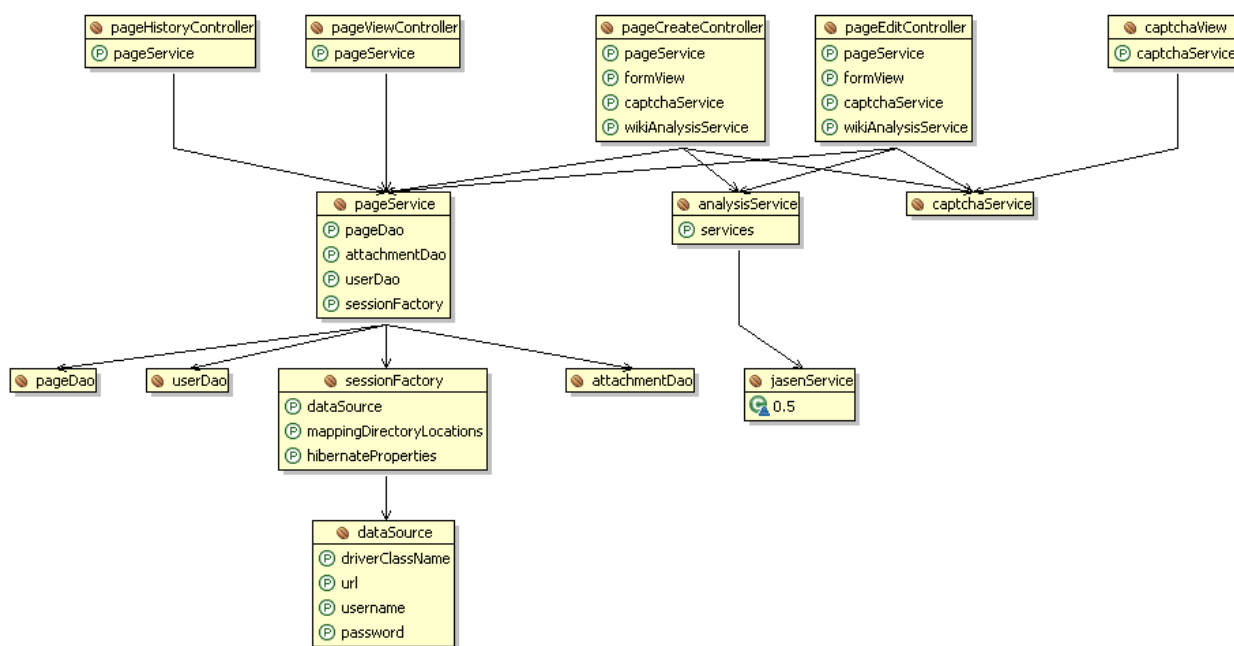 pageHistoryController
pageService
pageViewController
pageService
pageCreateController
pageService
formView
captchaService
wikiAnalysisService
pageEditController
pageService
formView
captchaService
wikiAnalysisService
captchaView
captchaService
pageService
pageDao
attachmentDao
userDao
sessionFactory
analysisService
services
captchaService
pageDao
userDao
sessionFactory
dataSource
mappingDirectoryLocations
hibernateProperties
attachmentDao
jasenService
0.5
dataSource
driverClassName
url
username
password